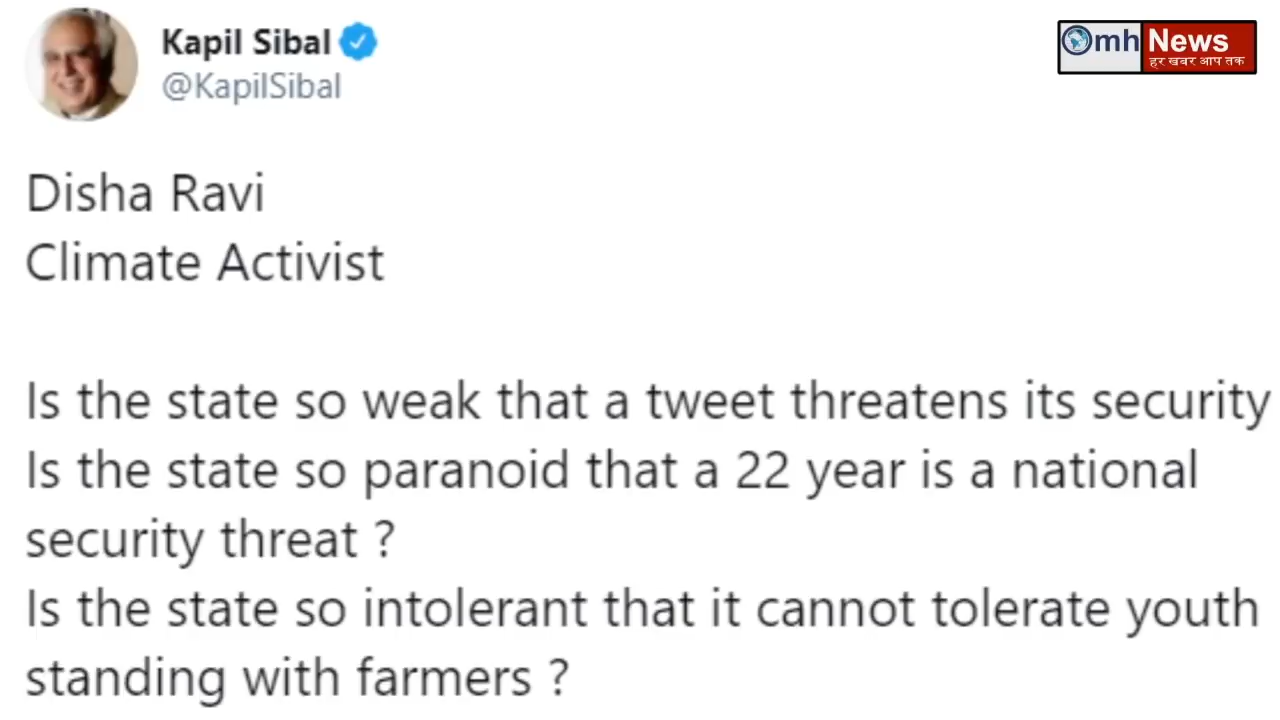 Kapil Sibal
@KapilSibal
Omh News
हर खबर आप तक
Disha Ravi
Climate Activist
Is the state so weak that a tweet threatens its security
Is the state so paranoid that a 22 year is a national
security threat ?
Is the state so intolerant that it cannot tolerate youth
standing with farmers ?